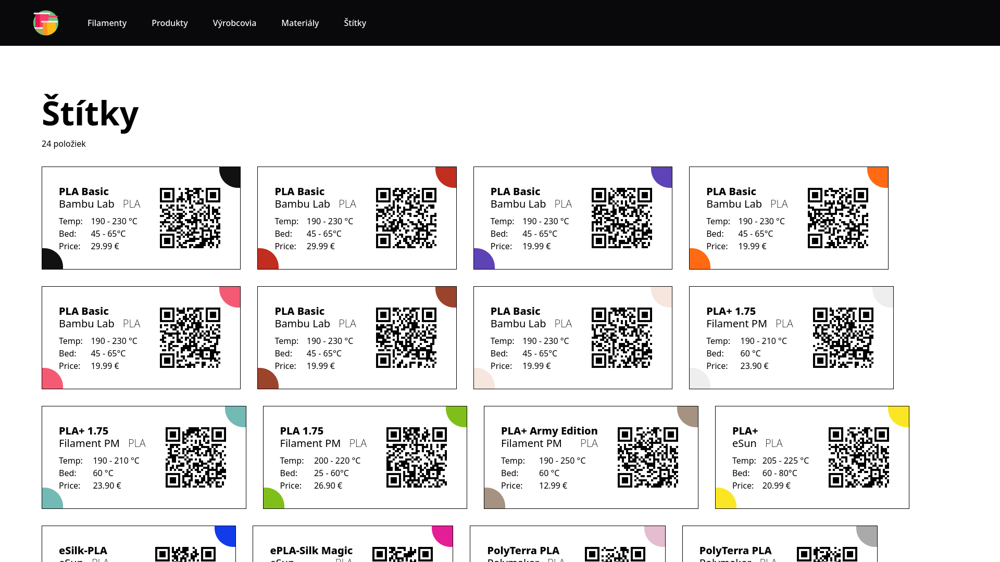 Filamenty Produkty Výrobcovia Materiály Štítky
Štítky
24 položiek
PLA Basic
Bambu Lab PLA
Temp: 190 - 230 °C
Bed: 45 - 65°C
Price: 29.99 €
PLA Basic
Bambu Lab PLA
Temp: 190 - 230 °C
Bed: 45 - 65°C
Price: 29.99 €
PLA Basic
Bambu Lab PLA
Temp: 190 - 230 °C
Bed: 45 - 65°C
Price: 19.99 €
PLA Basic
Bambu Lab PLA
Temp: 190 - 230 °C
Bed: 45 - 65°C
Price: 19.99 €
PLA Basic
Bambu Lab PLA
Temp: 190 - 230 °C
Bed: 45 - 65°C
Price: 19.99 €
PLA Basic
Bambu Lab PLA
Temp: 190 - 230 °C
Bed: 45 - 65°C
Price: 19.99 €
PLA Basic
Bambu Lab PLA
Temp: 190 - 230 °C
Bed: 45 - 65°C
Price: 19.99 €
PLA+ 1.75
Filament PM PLA
Temp: 190 - 210 °C
Bed: 60 °C
Price: 23.90 €
PLA+ 1.75
Filament PM PLA
Temp: 190 - 210 °C
Bed: 60 °C
Price: 23.90 €
PLA 1.75
Filament PM PLA
Temp: 200 - 220 °C
Bed: 25 - 60°C
Price: 26.90 €
PLA+ Army Edition
Filament PM PLA
Temp: 190 - 250 °C
Bed: 60 °C
Price: 12.99 €
PLA+
eSun PLA
Temp: 205 - 225 °C
Bed: 60 - 80°C
Price: 20.99 €
eSilk-PLA
eSun PLA
ePLA-Silk Magic
eSun PLA
PolyTerra PLA
Polymaker PLA
PolyTerra PLA
Polymaker PLA